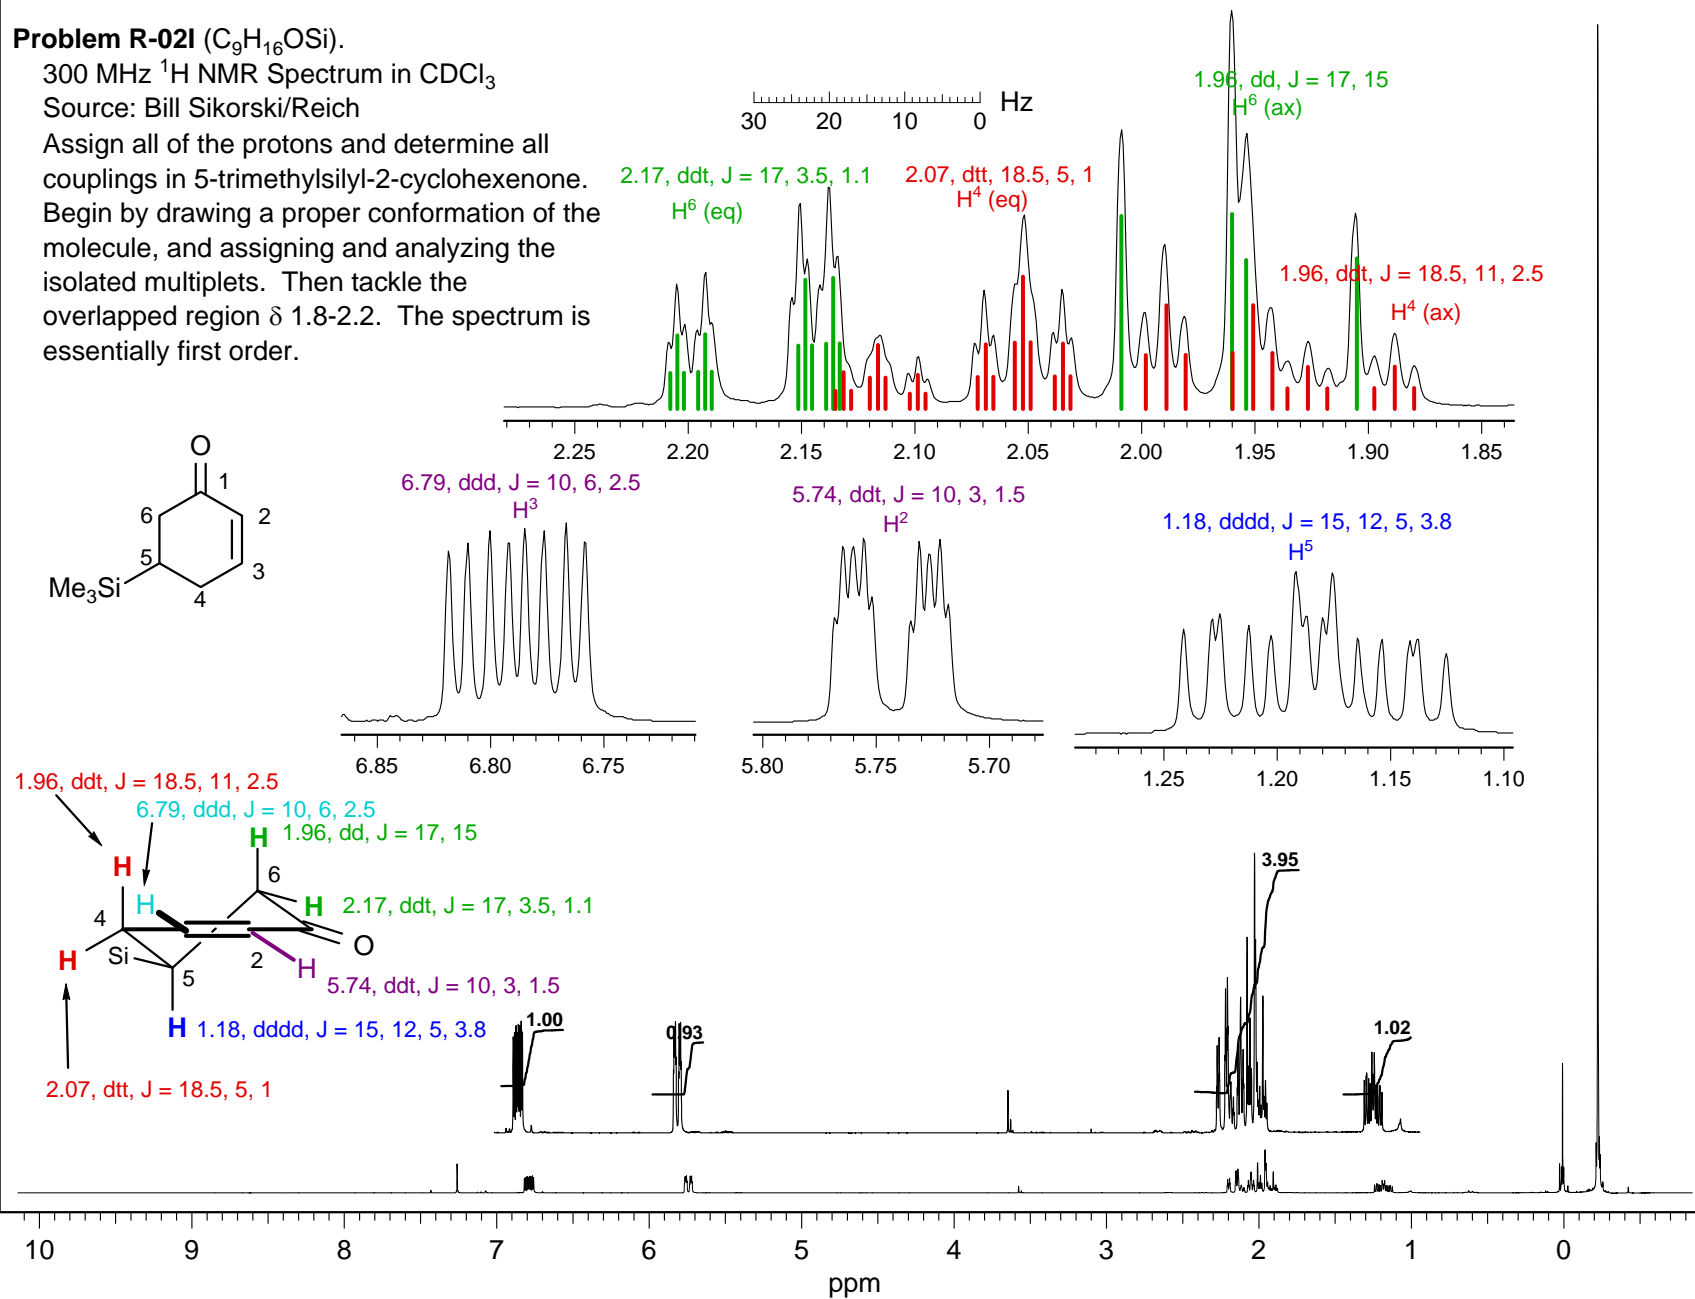 Problem R-02I (C₉H₁₆OSi).
300 MHz ¹H NMR Spectrum in CDCl₃
Source: Bill Sikorski/Reich
Assign all of the protons and determine all
couplings in 5-trimethylsilyl-2-cyclohexenone.
Begin by drawing a proper conformation of the
molecule, and assigning and analyzing the
isolated multiplets. Then tackle the
overlapped region δ 1.8-2.2. The spectrum is
essentially first order.
30 20 10 0 Hz
1.96, dd, J = 17, 15
H⁶ (ax)
2.17, ddt, J = 17, 3.5, 1.1
H⁶ (eq)
2.07, dtt, 18.5, 5, 1
H⁴ (eq)
1.96, ddt, J = 18.5, 11, 2.5
H⁴ (ax)
2.25 2.20 2.15 2.10 2.05 2.00 1.95 1.90 1.85
O
1
6
2
5
3
Me₃Si
4
6.79, ddd, J = 10, 6, 2.5
H³
5.74, ddt, J = 10, 3, 1.5
H²
1.18, dddd, J = 15, 12, 5, 3.8
H⁵
6.85 6.80 6.75
5.80 5.75 5.70
1.25 1.20 1.15 1.10
1.96, ddt, J = 18.5, 11, 2.5
6.79, ddd, J = 10, 6, 2.5
H 1.96, dd, J = 17, 15
H
6
H
H 2.17, ddt, J = 17, 3.5, 1.1
4
O
H
Si
2
5
H
5.74, ddt, J = 10, 3, 1.5
H 1.18, dddd, J = 15, 12, 5, 3.8
2.07, dtt, J = 18.5, 5, 1
1.00
0.93
3.95
1.02
10 9 8 7 6 5 4 3 2 1 0
ppm